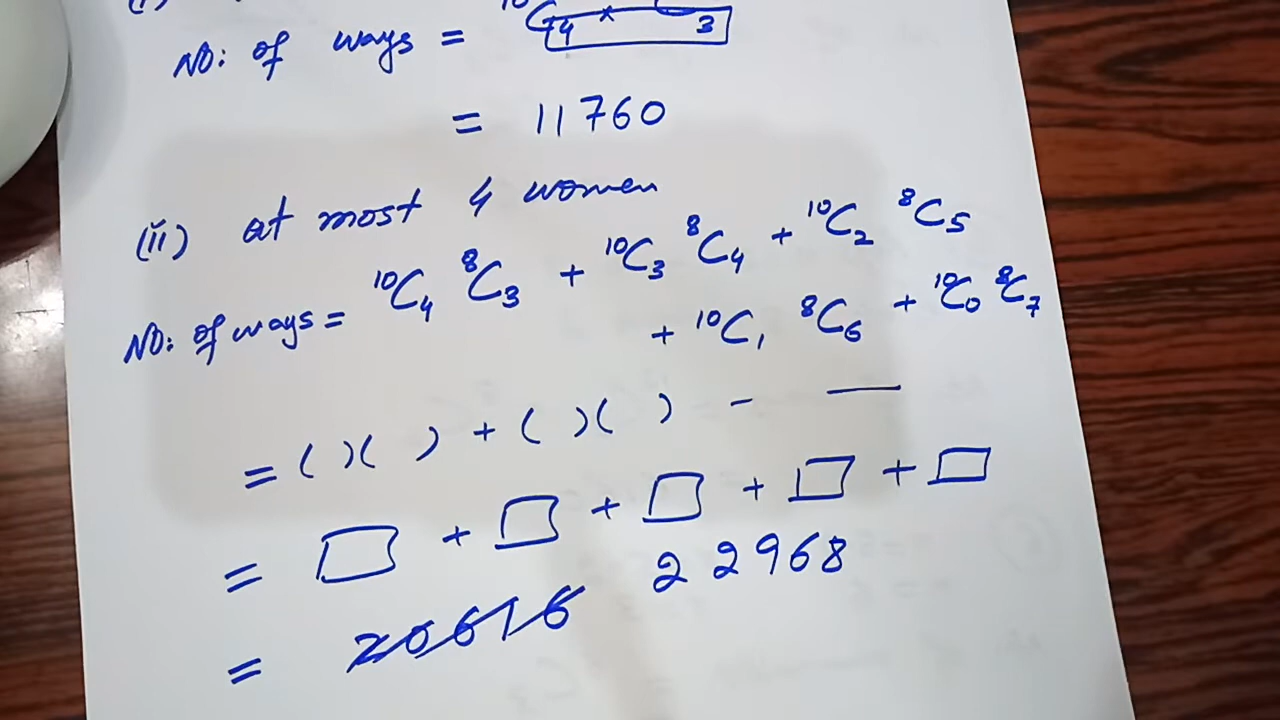 (i)
No: of ways = ¹⁰C₄ × 3
= 11760
(ii) at most 4 women
No: of ways = ¹⁰C₄ ⁸C₃ + ¹⁰C₃ ⁸C₄ + ¹⁰C₂ ⁸C₅
+ ¹⁰C₁ ⁸C₆ + ¹⁰C₀ ⁸C₇
= ( )( ) + ( )( ) - —
= □ + □ + □ + □ + □
= 20616 22968